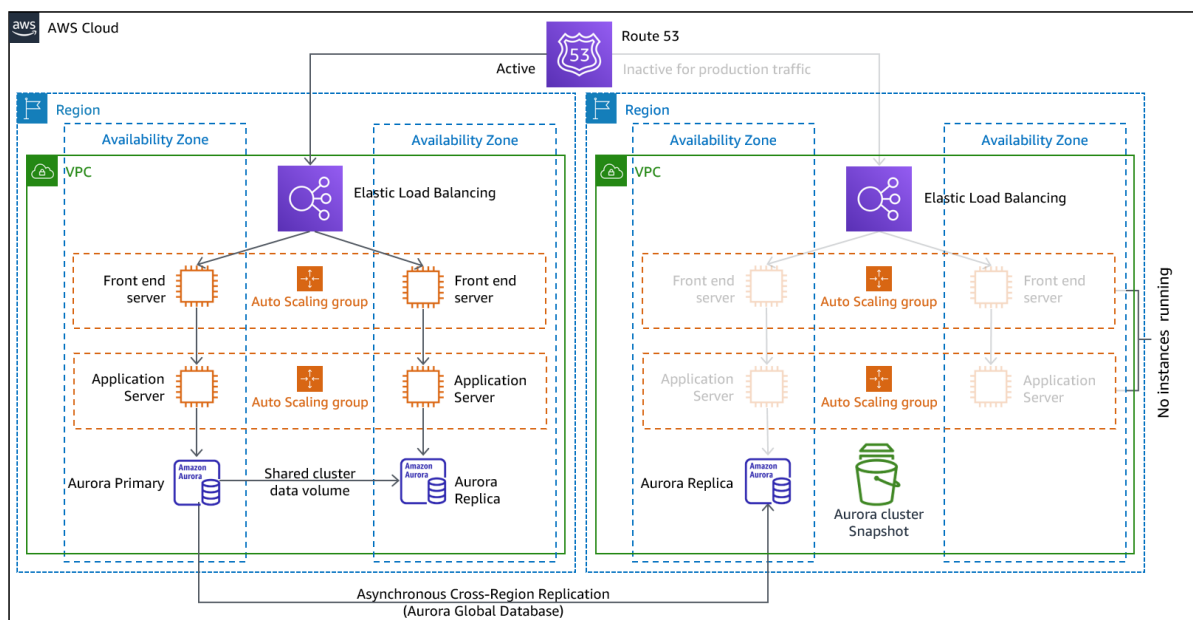 aws
AWS Cloud
Route 53
53
Active
Inactive for production traffic
Region
Availability Zone
Availability Zone
VPC
Elastic Load Balancing
Front end
server
Auto Scaling group
Front end
server
Application
Server
Auto Scaling group
Application
Server
Aurora Primary
Amazon
Aurora
Shared cluster
data volume
Amazon
Aurora
Aurora
Replica
Region
Availability Zone
Availability Zone
VPC
Elastic Load Balancing
Front end
server
Auto Scaling group
Front end
server
Application
Server
Auto Scaling group
Application
Server
No instances running
Aurora Replica
Amazon
Aurora
Aurora cluster
Snapshot
Asynchronous Cross-Region Replication
(Aurora Global Database)